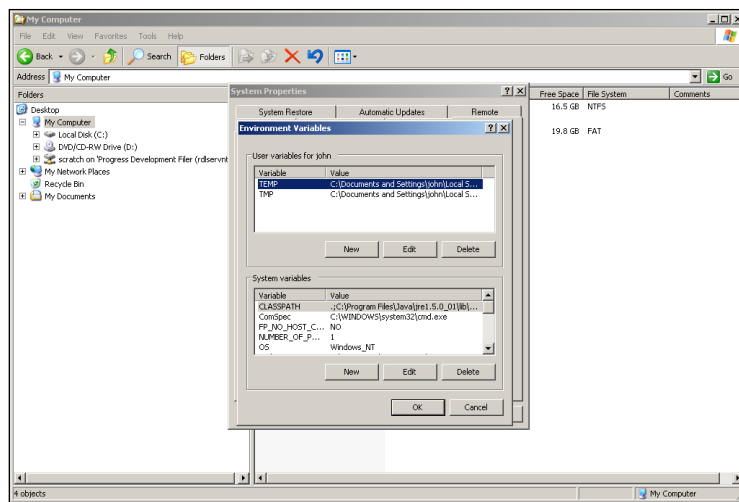 My Computer
File Edit View Favorites Tools Help
Back Search Folders
Address My Computer Go
Folders
Desktop
My Computer
Local Disk (C:)
DVD/CD-RW Drive (D:)
scratch on 'Progress Development Filer (rdlservnt
My Network Places
Recycle Bin
My Documents
Free Space File System Comments
16.5 GB NTFS
19.8 GB FAT
System Properties
System Restore Automatic Updates Remote
Environment Variables
User variables for john
Variable Value
TEMP C:\Documents and Settings\john\Local S...
TMP C:\Documents and Settings\john\Local S...
New Edit Delete
System variables
Variable Value
CLASSPATH .;C:\Program Files\Java\jre1.5.0_01\lib\...
ComSpec C:\WINDOWS\system32\cmd.exe
FP_NO_HOST_C... NO
NUMBER_OF_P... 1
OS Windows_NT
New Edit Delete
OK Cancel
4 objects My Computer